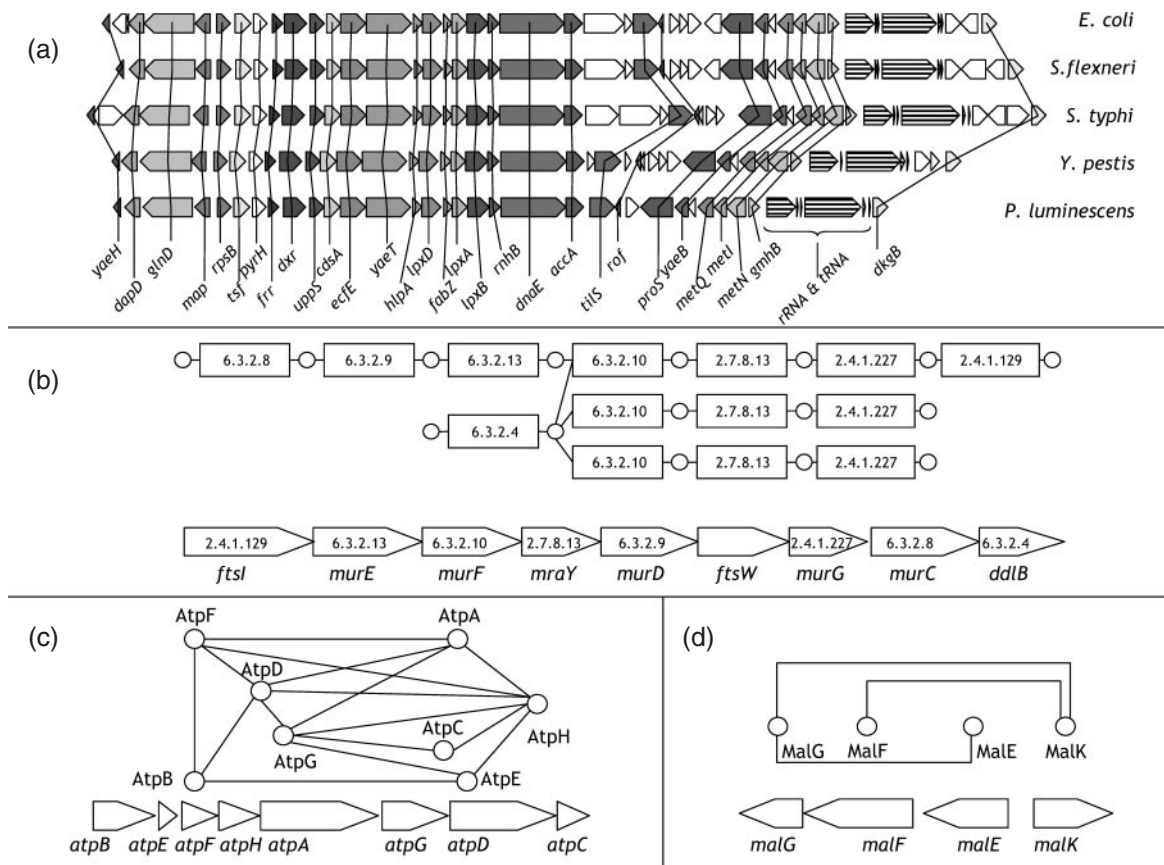 (a)
E. coli
S.flexneri
S. typhi
Y. pestis
P. luminescens
yaeH dapD glnD map rpsB tsf pyrH frr dxr uppS cdsA ecfE yaeT hlpA lpxD fabZ lpxA lpxB rnhB dnaE accA tilS rof proS yaeB metQ metI metN gmhB rRNA & tRNA dkgB
(b)
6.3.2.8 6.3.2.9 6.3.2.13 6.3.2.10 2.7.8.13 2.4.1.227 2.4.1.129
6.3.2.10 2.7.8.13 2.4.1.227
6.3.2.4
6.3.2.10 2.7.8.13 2.4.1.227
2.4.1.129 6.3.2.13 6.3.2.10 2.7.8.13 6.3.2.9 2.4.1.227 6.3.2.8 6.3.2.4
ftsI murE murF mraY murD ftsW murG murC ddlB
(c)
AtpF AtpA
AtpD
AtpC
AtpH
AtpG
AtpB AtpE
atpB atpE atpF atpH atpA atpG atpD atpC
(d)
MalG MalF MalE MalK
malG malF malE malK